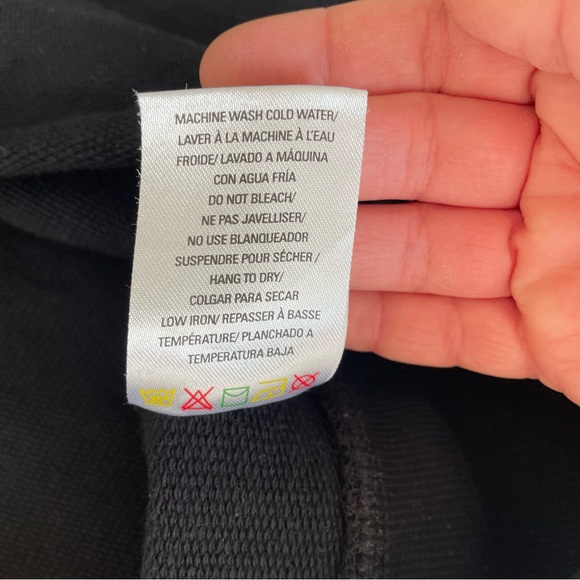 MACHINE WASH COLD WATER/
LAVER À LA MACHINE À L'EAU
FROIDE/ LAVADO A MÁQUINA
CON AGUA FRÍA
DO NOT BLEACH/
NE PAS JAVELLISER/
NO USE BLANQUEADOR
SUSPENDRE POUR SÉCHER /
HANG TO DRY/
COLGAR PARA SECAR
LOW IRON/ REPASSER À BASSE
TEMPÉRATURE/ PLANCHADO A
TEMPERATURA BAJA